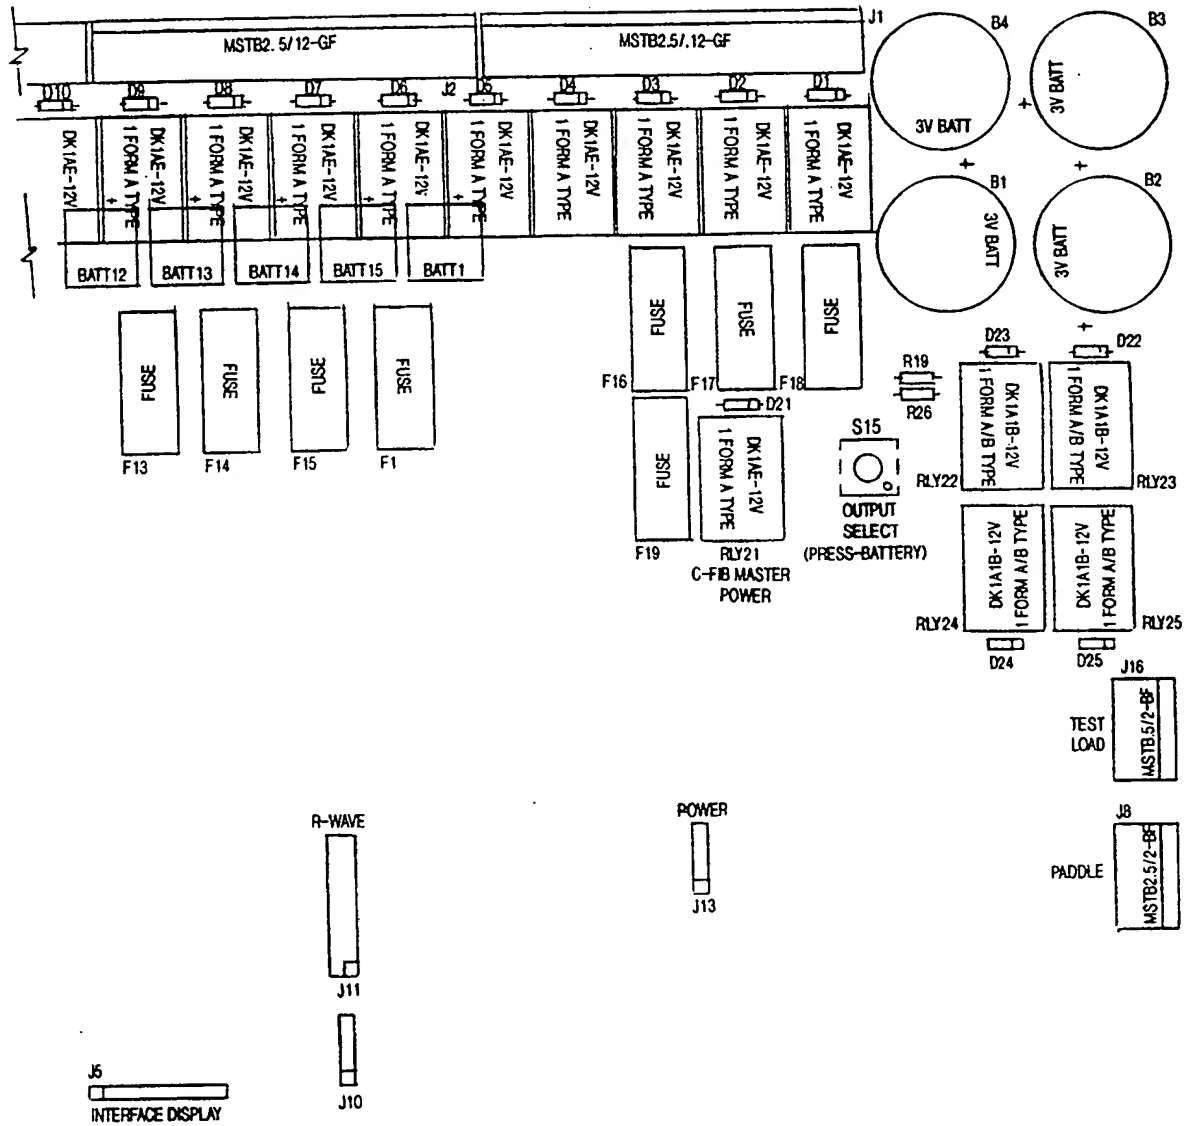 J1
B4
B3
MSTB2. 5/12-GF
MSTB2.5/.12-GF
3V BATT
3V BATT
D10
D9
D8
D7
D6
J2
D5
D4
D3
D2
D1
DK1AE-12V
DK1AE-12V
1 FORM A TYPE
DK1AE-12V
1 FORM A TYPE
DK1AE-12V
1 FORM A TYPE
DK1AE-12V
1 FORM A TYPE
DK1AE-12V
1 FORM A TYPE
DK1AE-12V
1 FORM A TYPE
DK1AE-12V
1 FORM A TYPE
DK1AE-12V
1 FORM A TYPE
DK1AE-12V
1 FORM A TYPE
+
+
+
+
+
+
+
+
B1
B2
3V BATT
3V BATT
BATT12
BATT13
BATT14
BATT15
BATT1
FUSE
FUSE
FUSE
FUSE
F13
F14
F15
F1
FUSE
FUSE
FUSE
F16
F17
F18
+
D23
D22
R19
R26
D21
FUSE
F19
DK1AE-12V
1 FORM A TYPE
RLY21
C-FIB MASTER
POWER
S15
OUTPUT
SELECT
(PRESS-BATTERY)
DK1A1B-12V
1 FORM A/B TYPE
RLY22
DK1A1B-12V
1 FORM A/B TYPE
RLY23
DK1A1B-12V
1 FORM A/B TYPE
RLY24
DK1A1B-12V
1 FORM A/B TYPE
RLY25
D24
D25
J16
TEST
LOAD
MSTB.5/2-BF
J8
PADDLE
MSTB2.5/2-BF
R-WAVE
J11
POWER
J13
J10
J5
INTERFACE DISPLAY